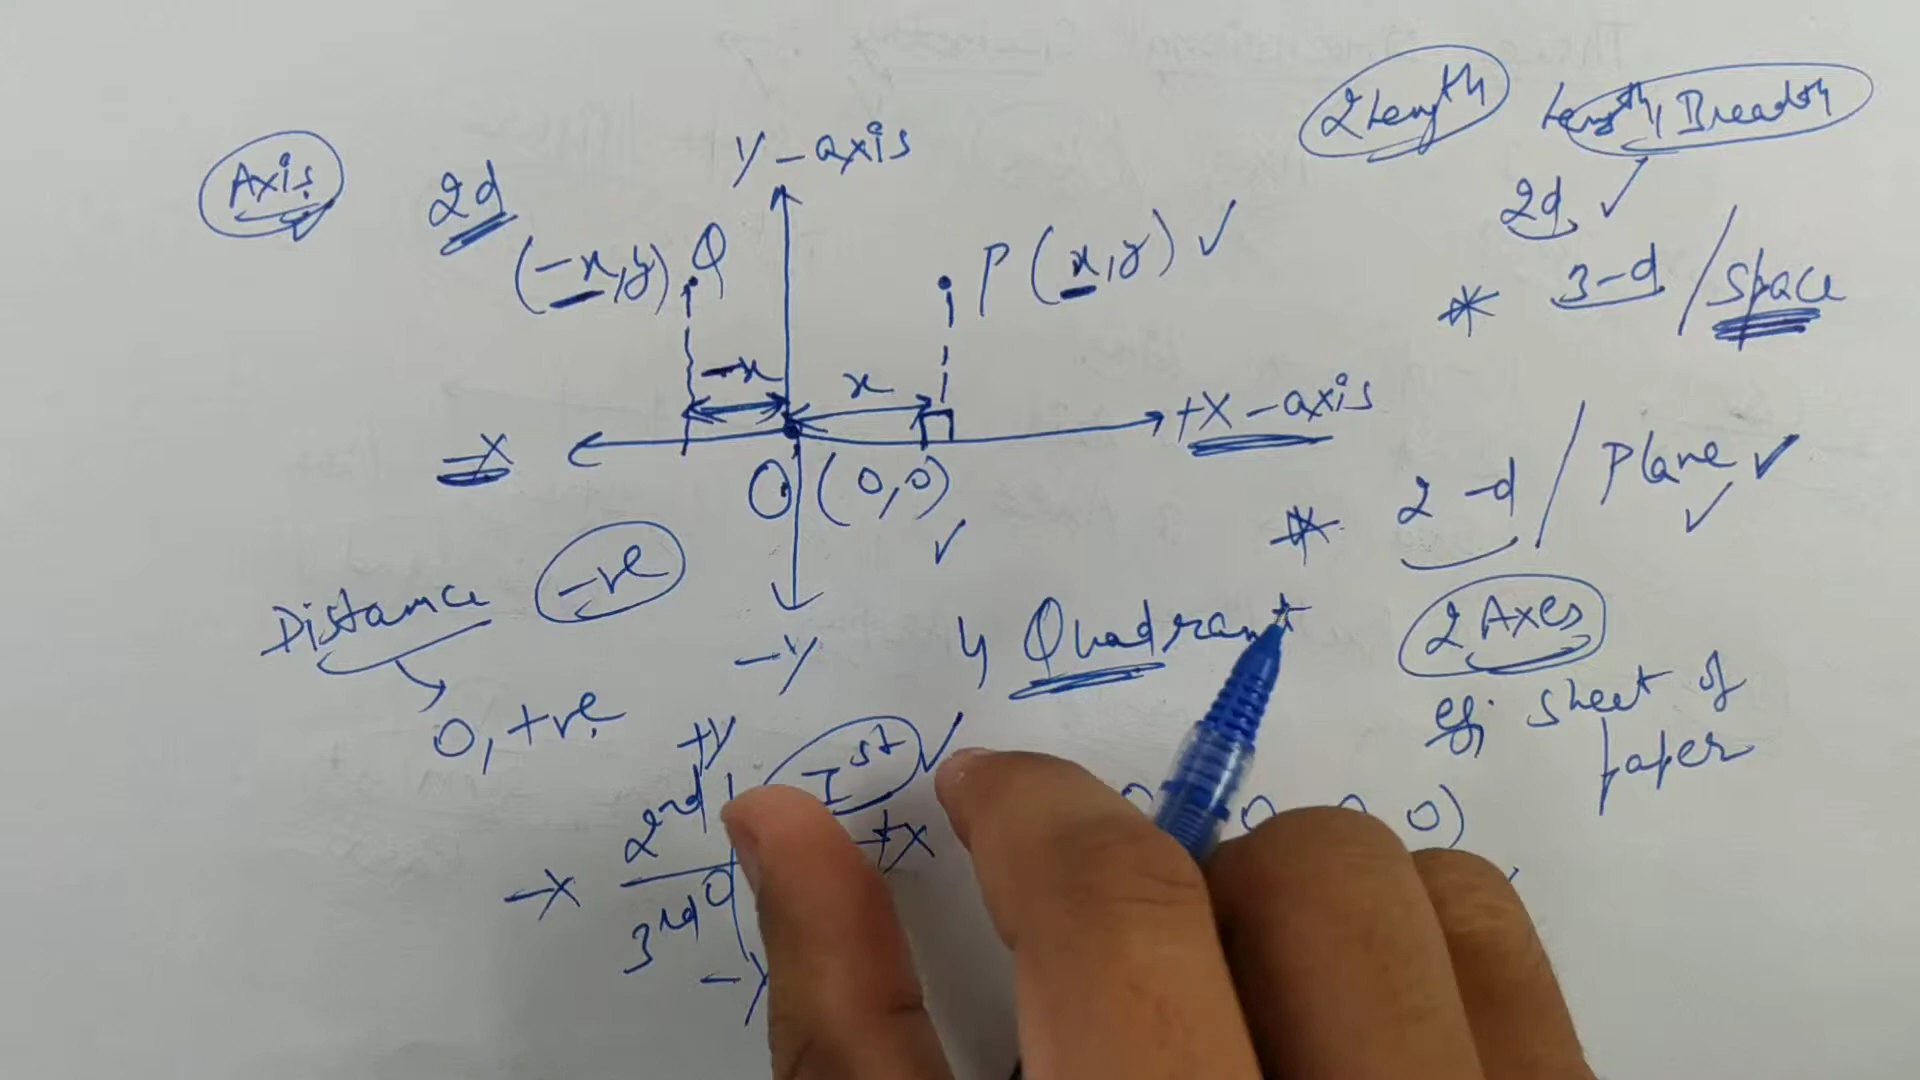 2 Length Length, Breadth
Axis 2d Y-axis 2d
(-x, y) Q P (x, y) 3-d / Space
-x x
-X +X-axis
O (0,0) 2-d / Plane
Distance -ve
4 Quadrant 2 Axes
-Y eg: sheet of
0, +ve paper
+Y
2nd Ist
-X +X
3rd O
-Y
0)